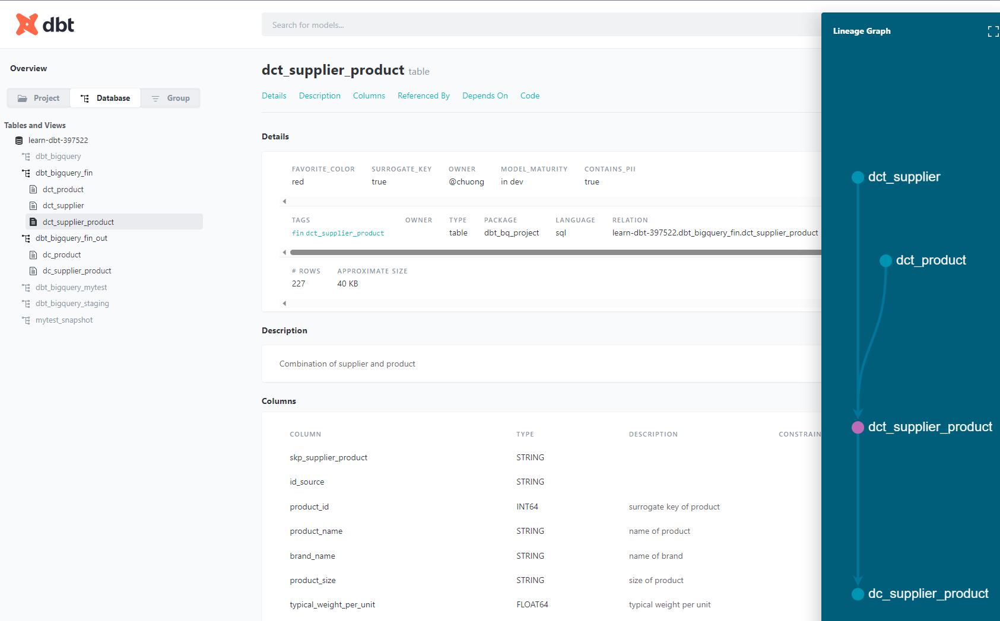 dbt
Search for models...
Overview
Project
Database
Group
Tables and Views
learn-dbt-397522
dbt_bigquery
dbt_bigquery_fin
dct_product
dct_supplier
dct_supplier_product
dbt_bigquery_fin_out
dc_product
dc_supplier_product
dbt_bigquery_mytest
dbt_bigquery_staging
mytest_snapshot
dct_supplier_product table
Details Description Columns Referenced By Depends On Code
Details
FAVORITE_COLOR SURROGATE_KEY OWNER MODEL_MATURITY CONTAINS_PII
red true @chuong in dev true
TAGS OWNER TYPE PACKAGE LANGUAGE RELATION
fin dct_supplier_product table dbt_bq_project sql learn-dbt-397522.dbt_bigquery_fin.dct_supplier_product
# ROWS APPROXIMATE SIZE
227 40 KB
Description
Combination of supplier and product
Columns
COLUMN TYPE DESCRIPTION CONSTRAIN
skp_supplier_product STRING
id_source STRING
product_id INT64 surrogate key of product
product_name STRING name of product
brand_name STRING name of brand
product_size STRING size of product
typical_weight_per_unit FLOAT64 typical weight per unit
Lineage Graph
dct_supplier
dct_product
dct_supplier_product
dc_supplier_product